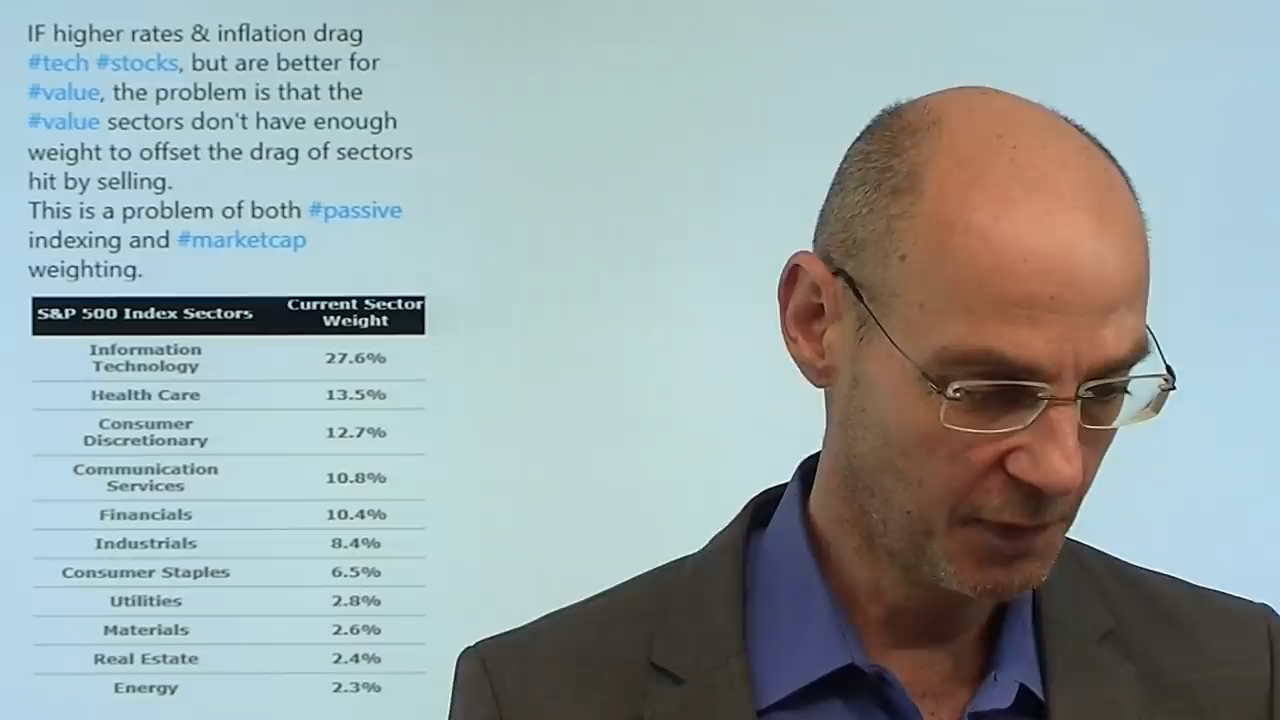 IF higher rates & inflation drag
#tech #stocks, but are better for
#value, the problem is that the
#value sectors don't have enough
weight to offset the drag of sectors
hit by selling.
This is a problem of both #passive
indexing and #marketcap
weighting.
S&P 500 Index Sectors Current Sector Weight
Information Technology 27.6%
Health Care 13.5%
Consumer Discretionary 12.7%
Communication Services 10.8%
Financials 10.4%
Industrials 8.4%
Consumer Staples 6.5%
Utilities 2.8%
Materials 2.6%
Real Estate 2.4%
Energy 2.3%